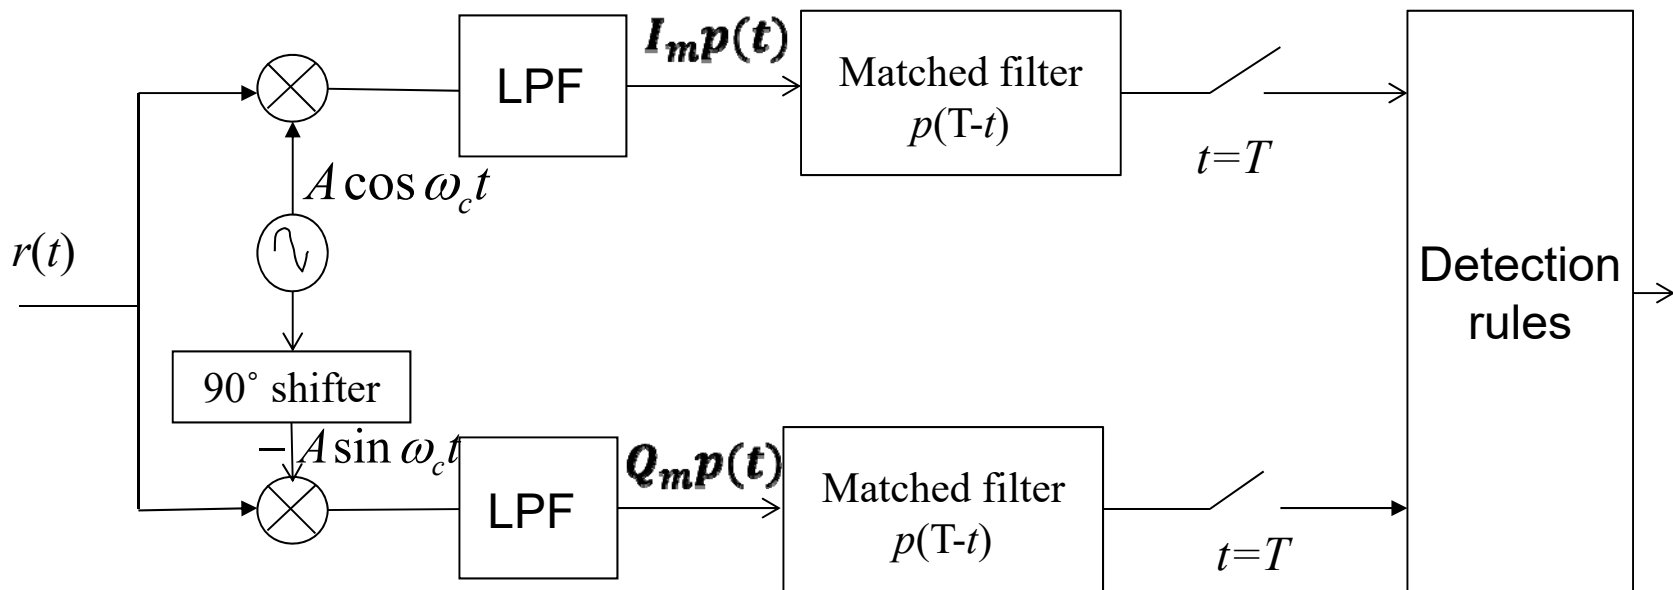 I_m p(t)
LPF
Matched filter
p(T-t)
t=T
A cos ω_c t
r(t)
Detection
rules
90˚ shifter
− A sin ω_c t
Q_m p(t)
LPF
Matched filter
p(T-t)
t=T